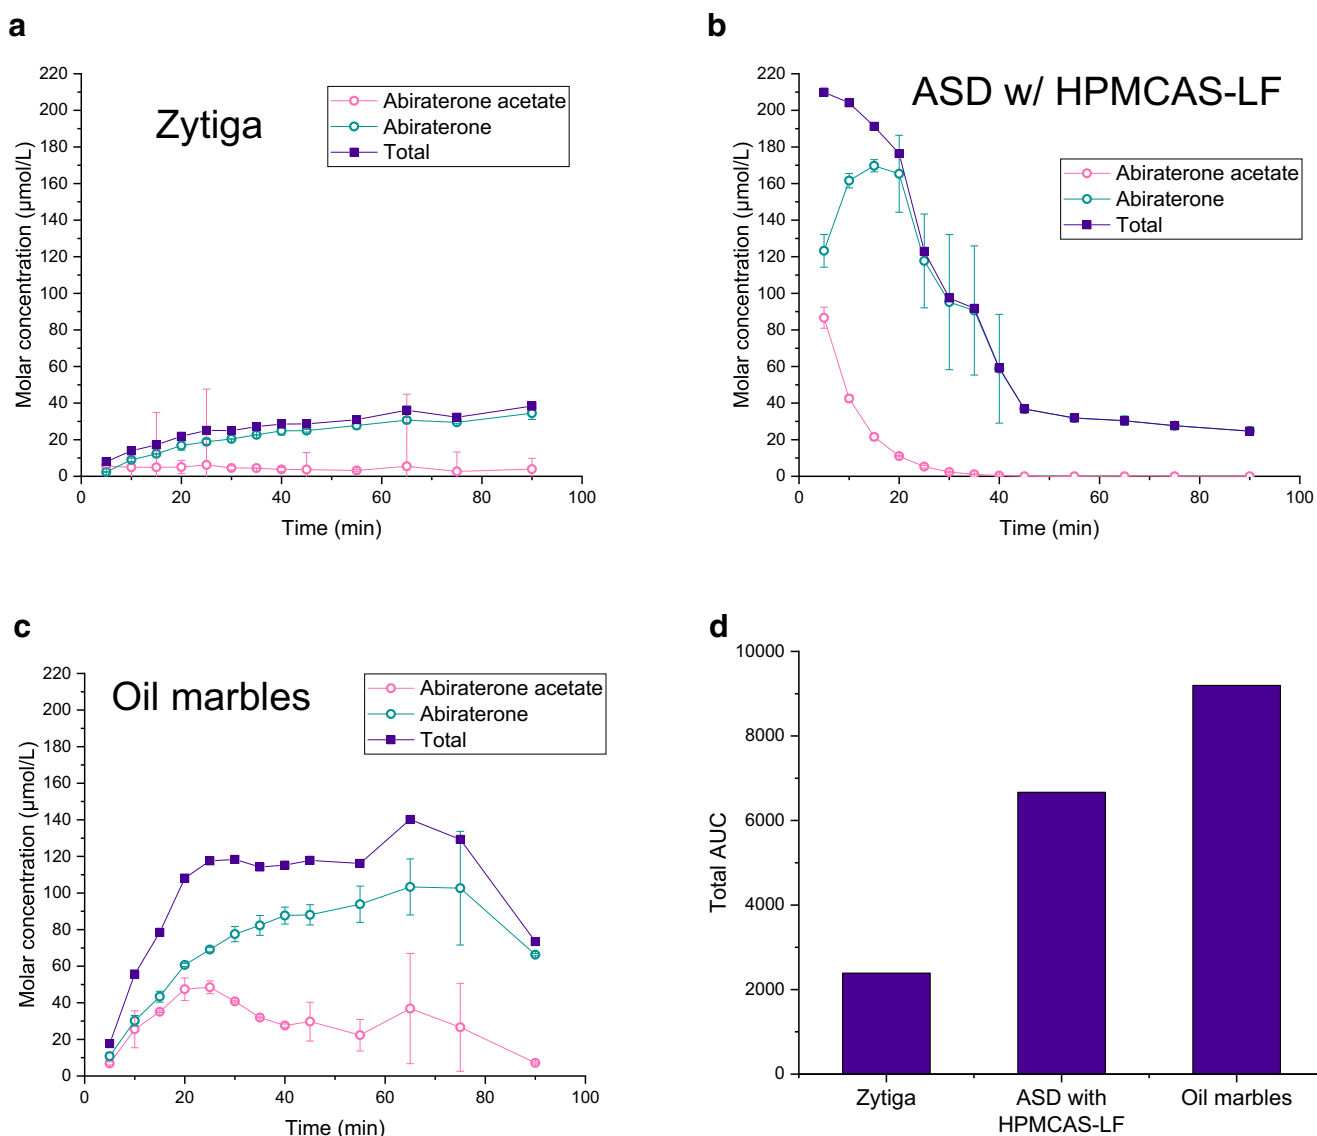 a
Zytiga
Abiraterone acetate
Abiraterone
Total
220
200
180
160
140
120
100
80
60
40
20
0
Molar concentration (μmol/L)
0 20 40 60 80 100
Time (min)
b
ASD w/ HPMCAS-LF
Abiraterone acetate
Abiraterone
Total
220
200
180
160
140
120
100
80
60
40
20
0
Molar concentration (μmol/L)
0 20 40 60 80 100
Time (min)
c
Oil marbles
Abiraterone acetate
Abiraterone
Total
220
200
180
160
140
120
100
80
60
40
20
0
Molar concentration (μmol/L)
0 20 40 60 80 100
Time (min)
d
10000
8000
6000
4000
2000
0
Total AUC
Zytiga
ASD with
HPMCAS-LF
Oil marbles